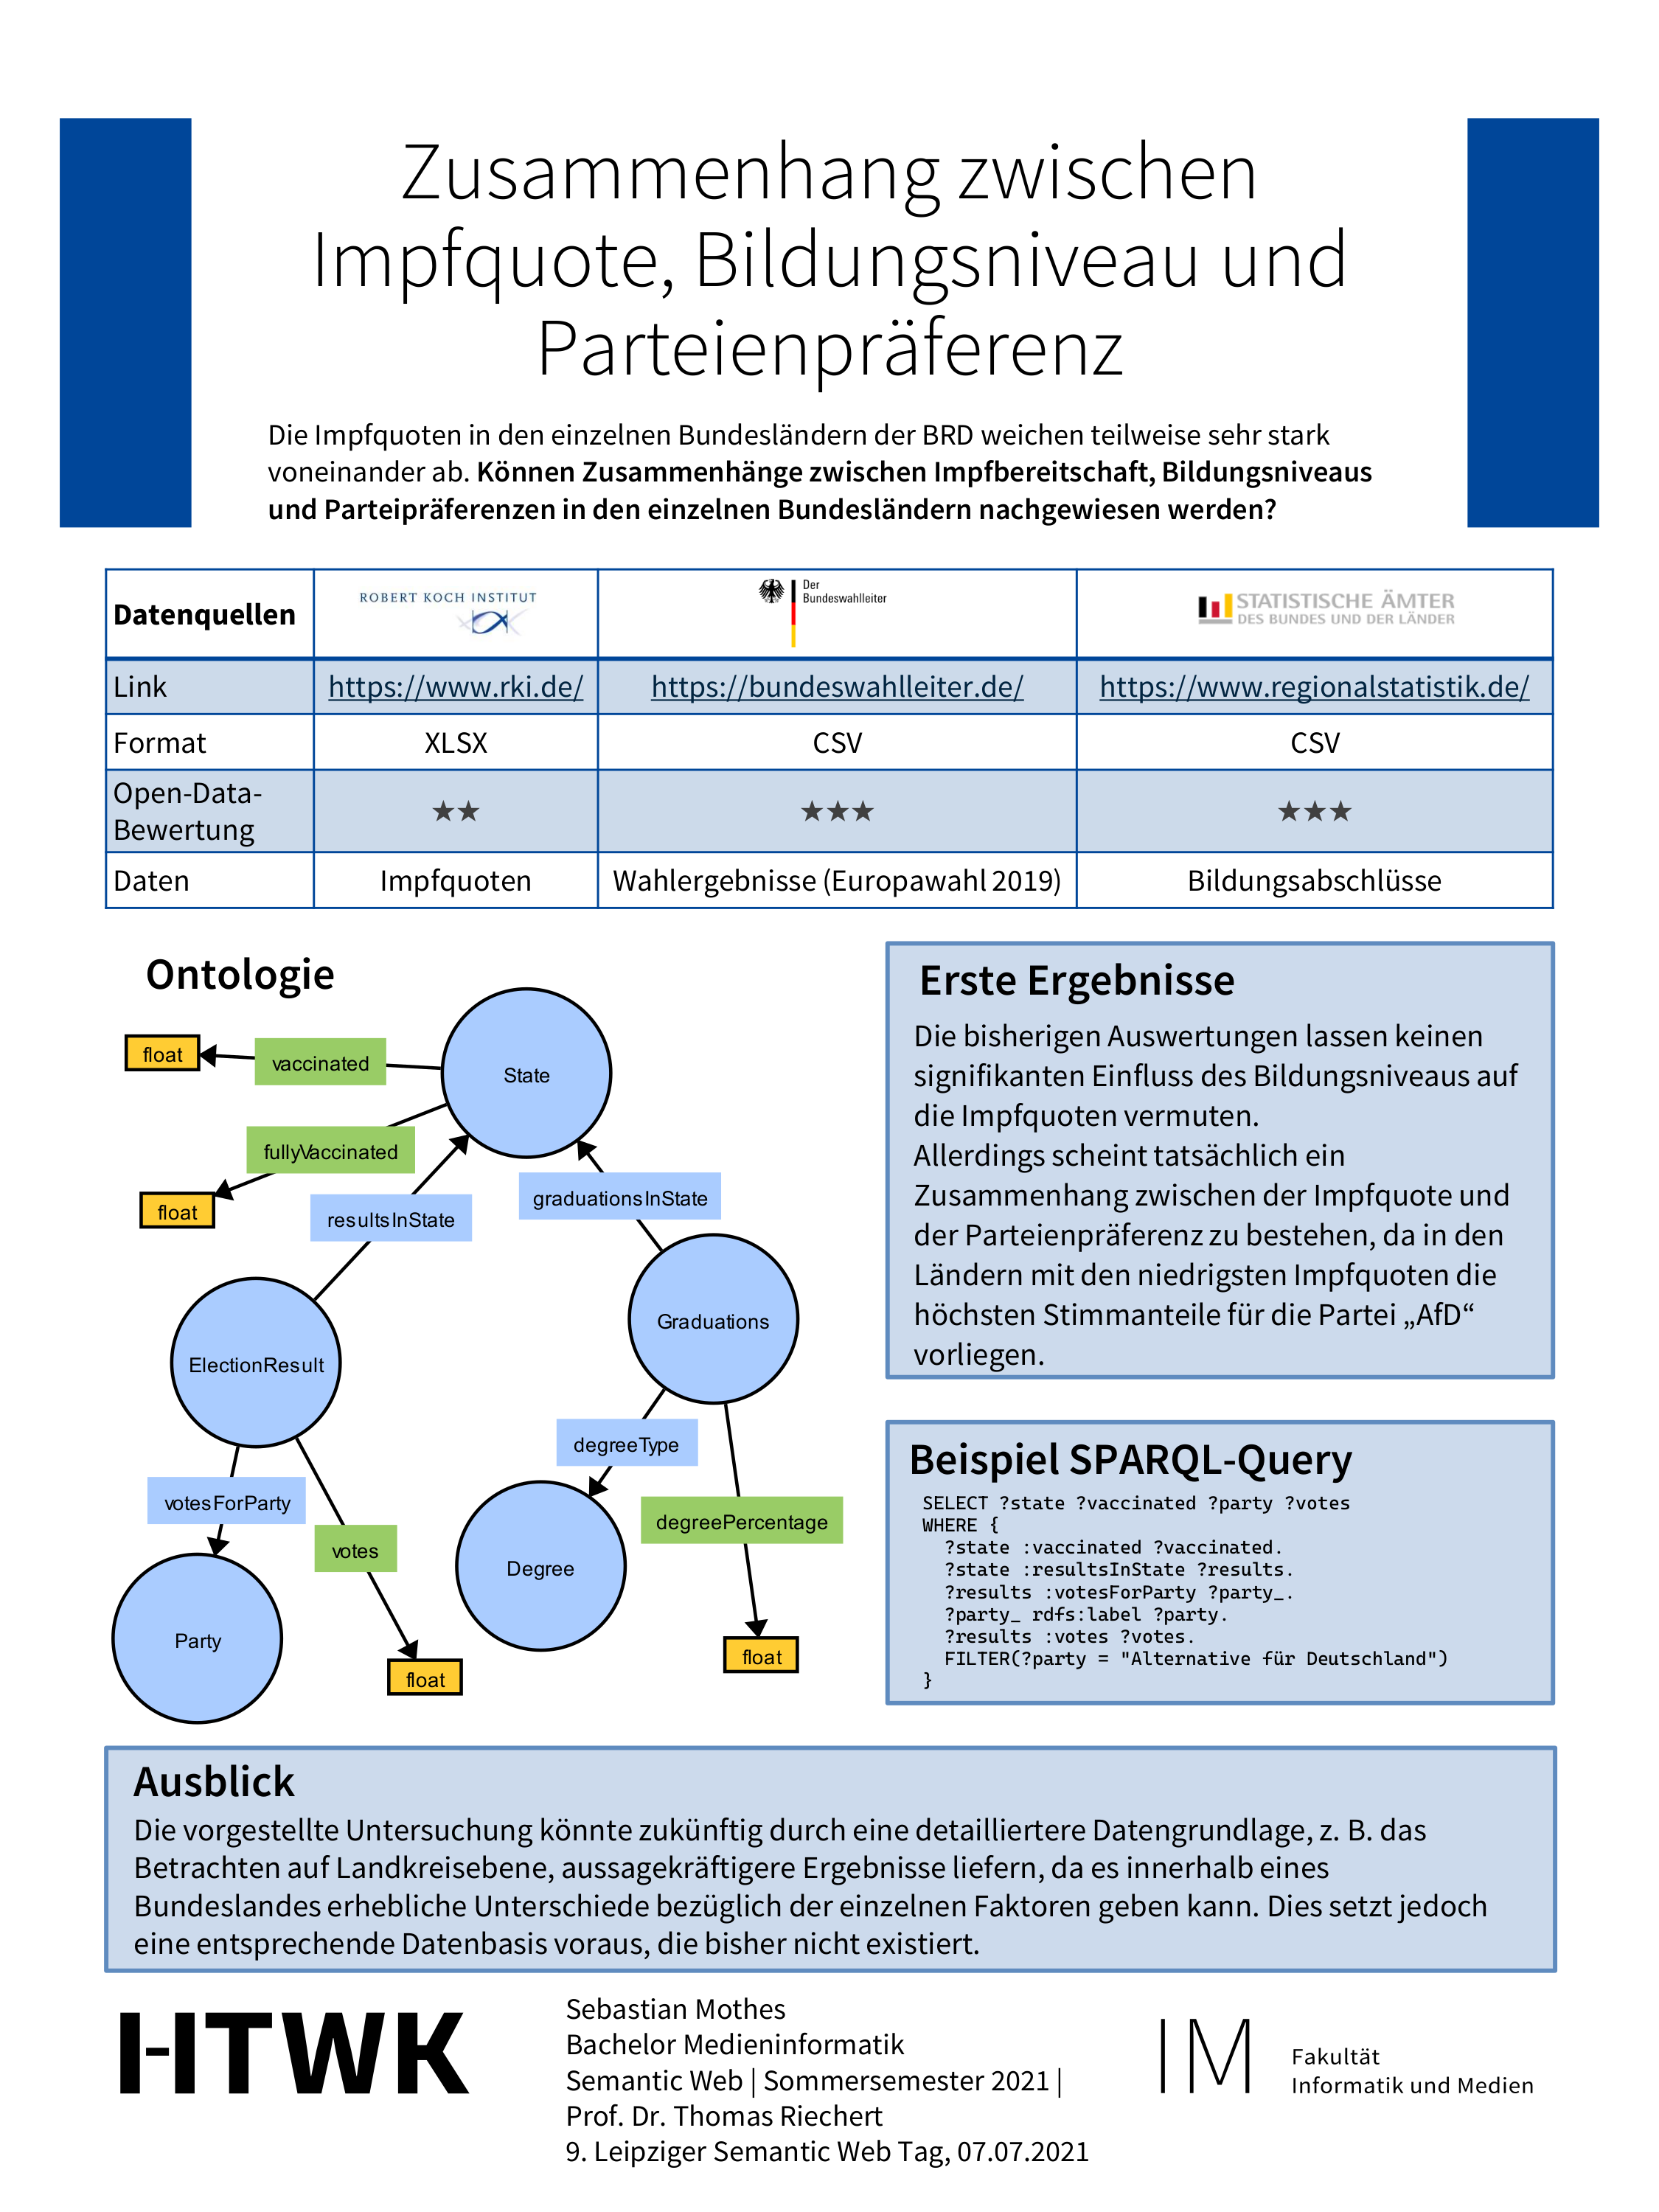 Zusammenhang zwischen
Impfquote, Bildungsniveau und
Parteienpräferenz
Die Impfquoten in den einzelnen Bundesländern der BRD weichen teilweise sehr stark
voneinander ab. Können Zusammenhänge zwischen Impfbereitschaft, Bildungsniveaus
und Parteipräferenzen in den einzelnen Bundesländern nachgewiesen werden?
Datenquellen
ROBERT KOCH INSTITUT
Der
Bundeswahlleiter
STATISTISCHE ÄMTER
DES BUNDES UND DER LÄNDER
Link https://www.rki.de/ https://bundeswahlleiter.de/ https://www.regionalstatistik.de/
Format XLSX CSV CSV
Open-Data-
Bewertung ★★ ★★★ ★★★
Daten Impfquoten Wahlergebnisse (Europawahl 2019) Bildungsabschlüsse
Ontologie
float
vaccinated
State
fullyVaccinated
float
resultsInState
graduationsInState
Graduations
ElectionResult
degreeType
votesForParty
degreePercentage
votes
Degree
Party
float
float
Erste Ergebnisse
Die bisherigen Auswertungen lassen keinen
signifikanten Einfluss des Bildungsniveaus auf
die Impfquoten vermuten.
Allerdings scheint tatsächlich ein
Zusammenhang zwischen der Impfquote und
der Parteienpräferenz zu bestehen, da in den
Ländern mit den niedrigsten Impfquoten die
höchsten Stimmanteile für die Partei „AfD“
vorliegen.
Beispiel SPARQL-Query
SELECT ?state ?vaccinated ?party ?votes
WHERE {
?state :vaccinated ?vaccinated.
?state :resultsInState ?results.
?results :votesForParty ?party_.
?party_ rdfs:label ?party.
?results :votes ?votes.
FILTER(?party = "Alternative für Deutschland")
}
Ausblick
Die vorgestellte Untersuchung könnte zukünftig durch eine detailliertere Datengrundlage, z. B. das
Betrachten auf Landkreisebene, aussagekräftigere Ergebnisse liefern, da es innerhalb eines
Bundeslandes erhebliche Unterschiede bezüglich der einzelnen Faktoren geben kann. Dies setzt jedoch
eine entsprechende Datenbasis voraus, die bisher nicht existiert.
HTWK
Sebastian Mothes
Bachelor Medieninformatik
Semantic Web | Sommersemester 2021 |
Prof. Dr. Thomas Riechert
9. Leipziger Semantic Web Tag, 07.07.2021
IM
Fakultät
Informatik und Medien